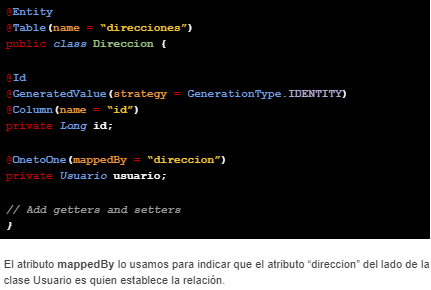 @Entity
@Table(name = “direcciones”)
public class Direccion {
@Id
@GeneratedValue(strategy = GenerationType.IDENTITY)
@Column(name = “id”)
private Long id;
@OnetoOne(mappedBy = “direccion”)
private Usuario usuario;
// Add getters and setters
}
El atributo mappedBy lo usamos para indicar que el atributo “direccion” del lado de la
clase Usuario es quien establece la relación.